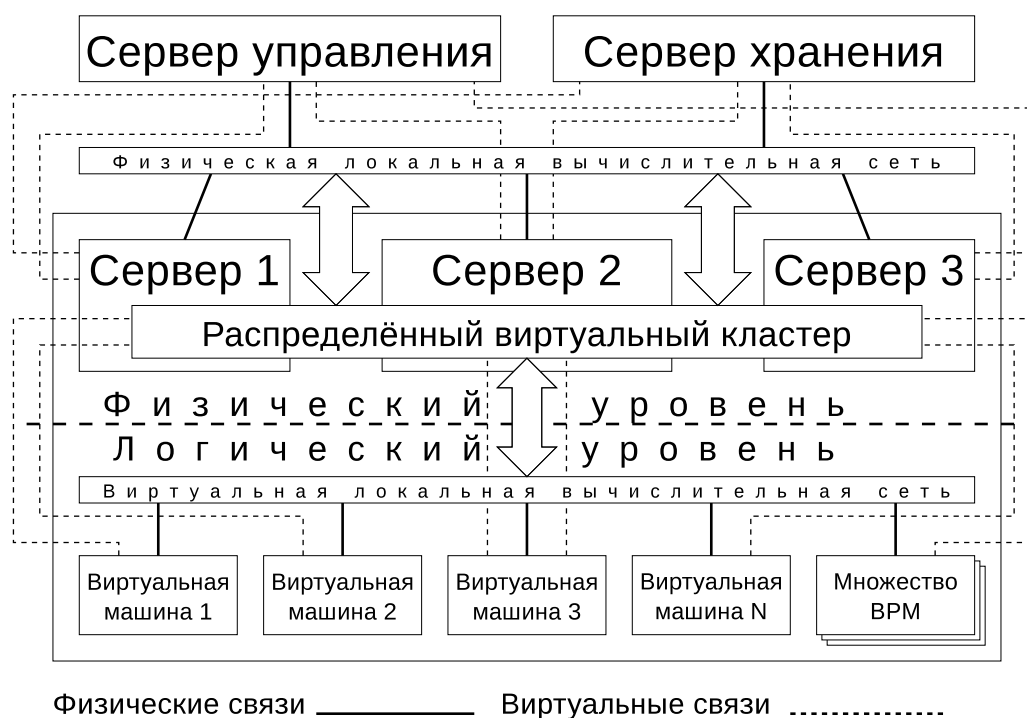 Сервер управления
Сервер хранения
Физическая локальная вычислительная сеть
Сервер 1
Сервер 2
Сервер 3
Распределённый виртуальный кластер
Физический уровень
Логический уровень
Виртуальная локальная вычислительная сеть
Виртуальная
машина 1
Виртуальная
машина 2
Виртуальная
машина 3
Виртуальная
машина N
Множество
ВРМ
Физические связи
Виртуальные связи